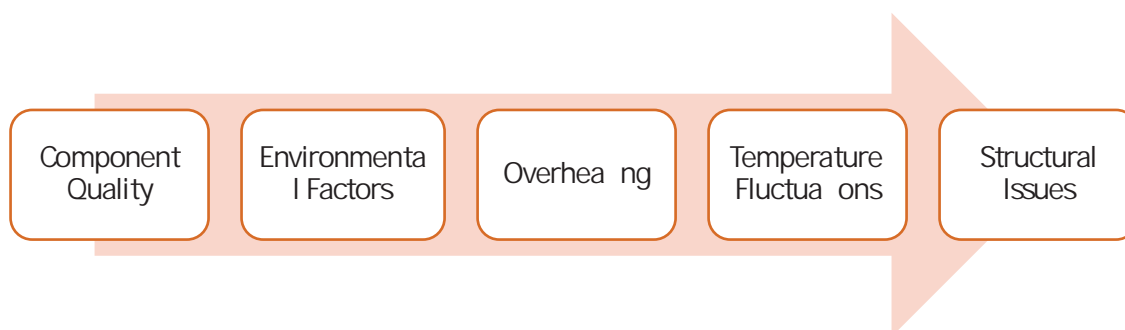 Component
Quality
Environmenta
l Factors
Overhea ng
Temperature
Fluctua ons
Structural
Issues